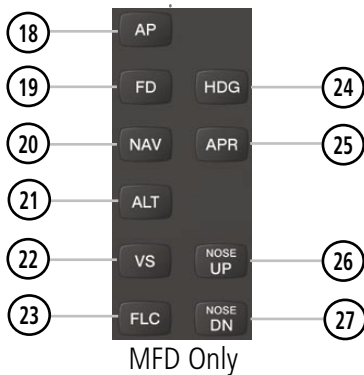 18 AP
19 FD HDG 24
20 NAV APR 25
21 ALT
22 VS NOSE UP 26
23 FLC NOSE DN 27
MFD Only